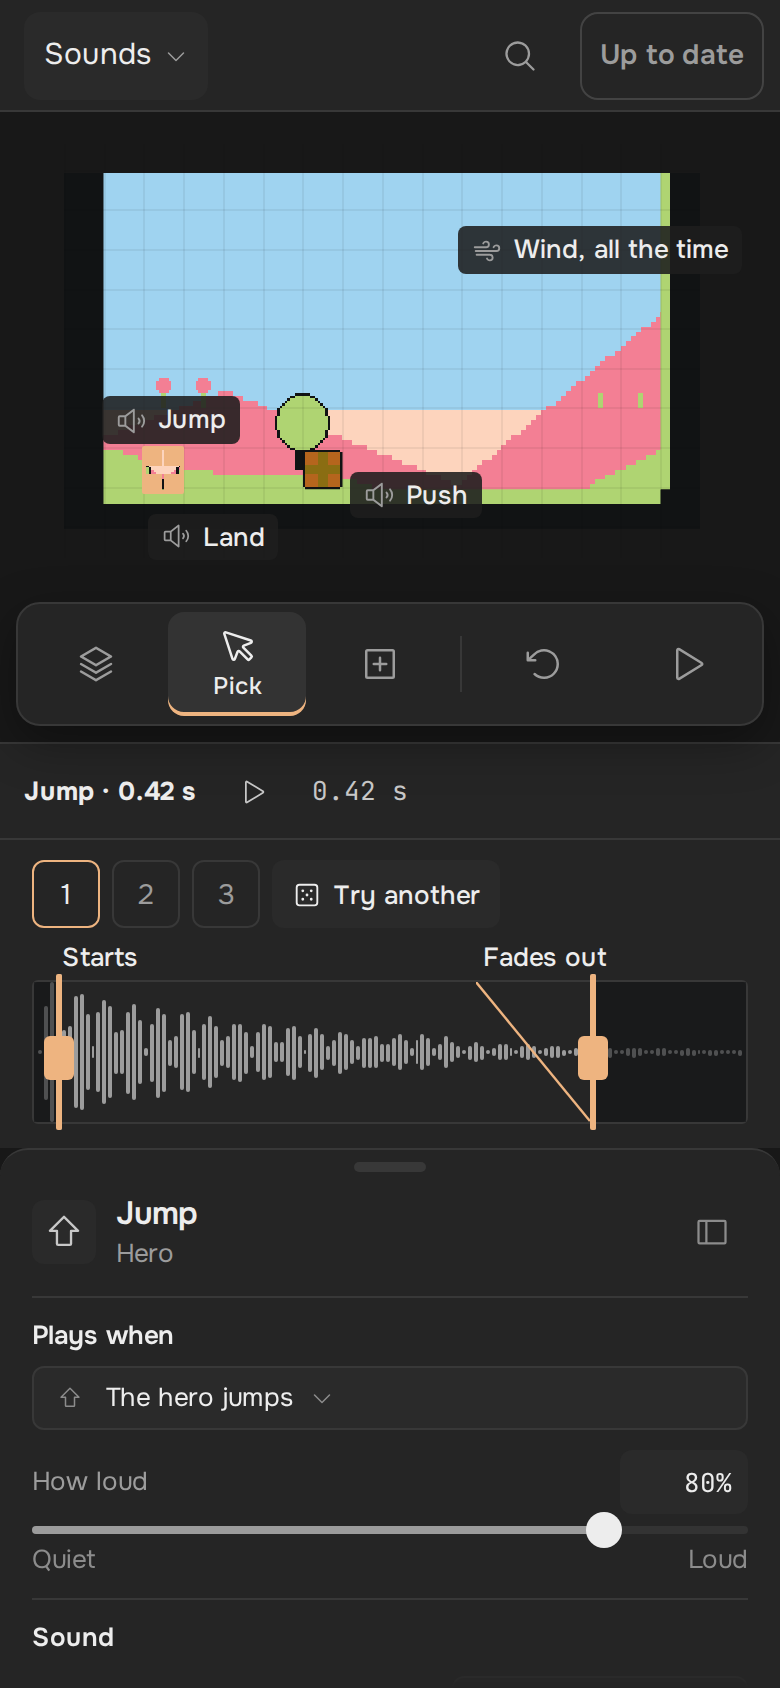 Sounds
Up to date
Wind, all the time
Jump
Push
Land
Pick
Jump · 0.42 s
0.42 s
1
2
3
Try another
Starts
Fades out
Jump
Hero
Plays when
The hero jumps
How loud
80%
Quiet
Loud
Sound